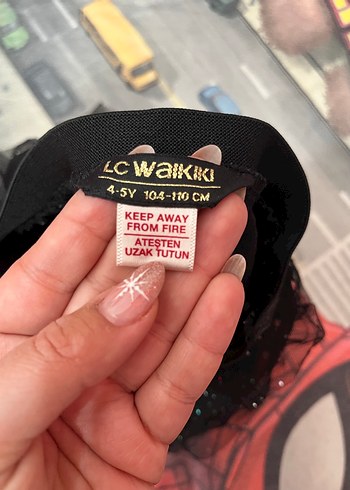 LC WAIKIKI
4-5Y 104-110 CM
KEEP AWAY
FROM FIRE
ATEŞTEN
UZAK TUTUN